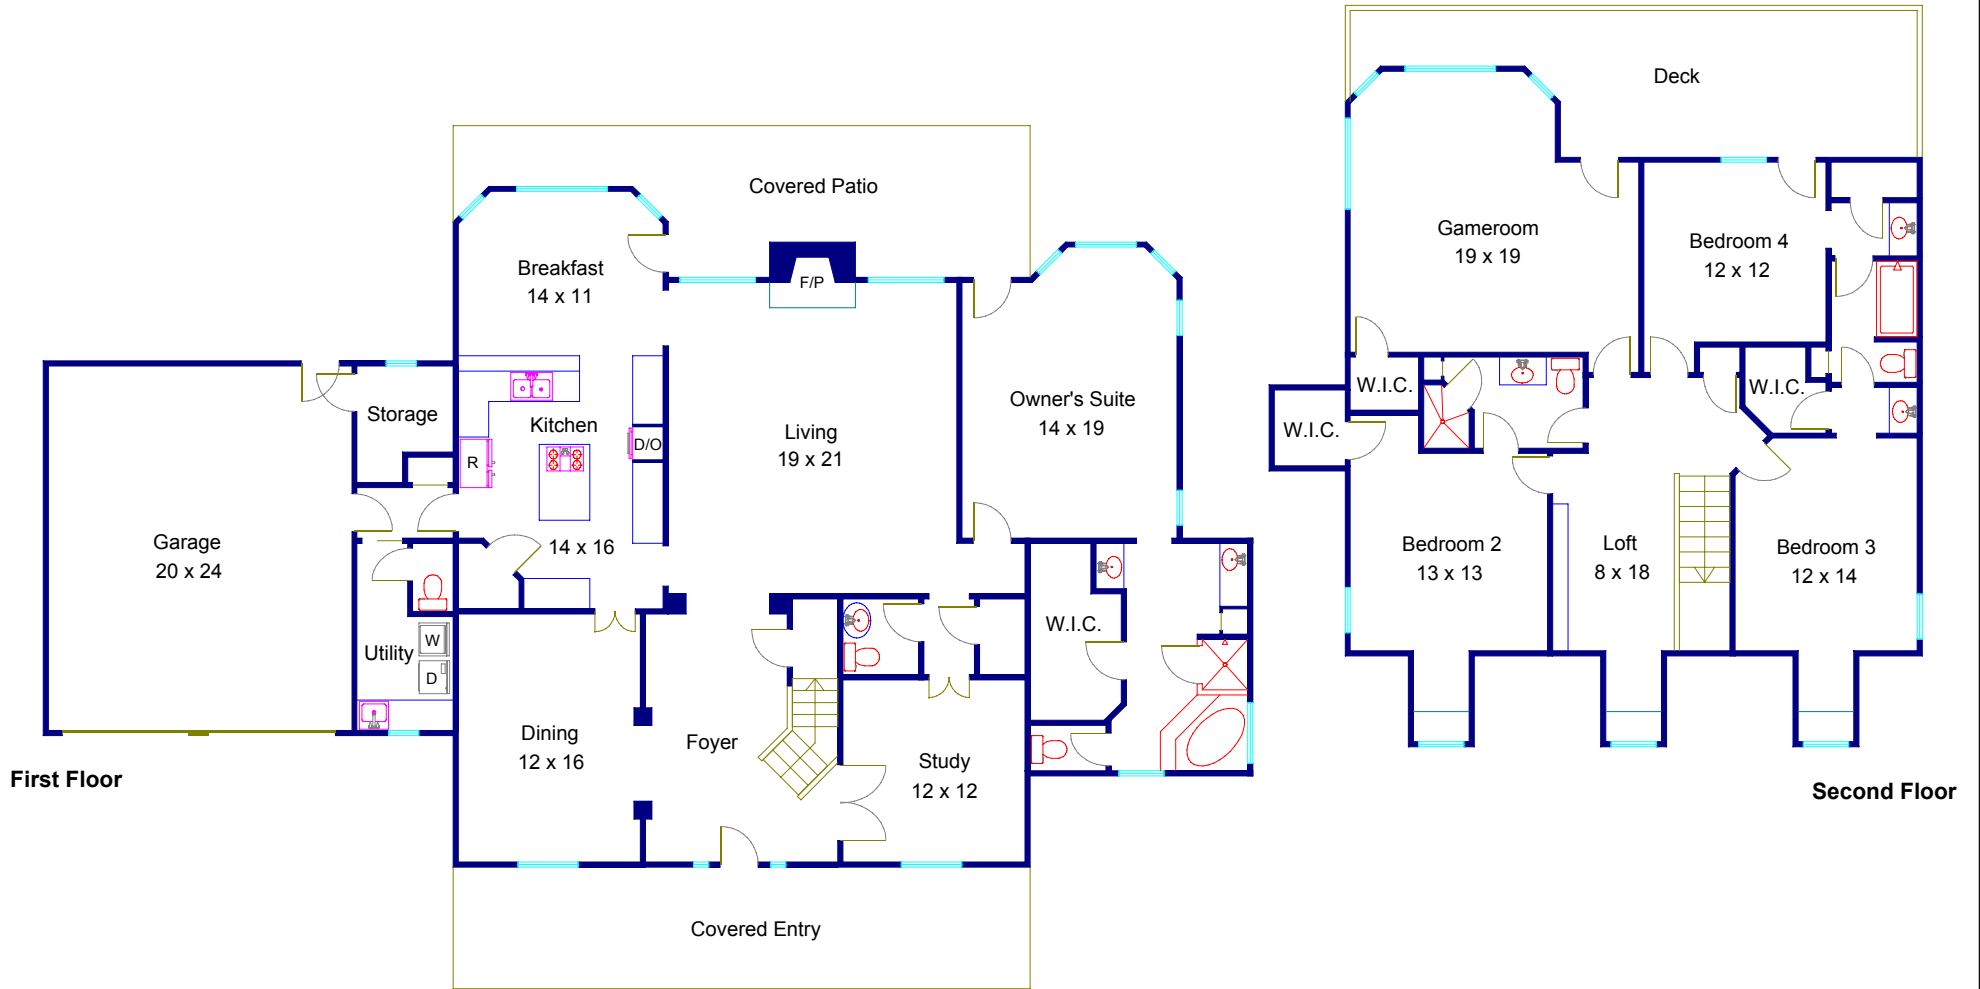 Covered Patio
F/P
Breakfast
14 x 11
Storage
Kitchen
R
D/O
14 x 16
Living
19 x 21
Owner's Suite
14 x 19
Garage
20 x 24
W.I.C.
Utility
W
D
Dining
12 x 16
Foyer
Study
12 x 12
Covered Entry
First Floor
Deck
Gameroom
19 x 19
Bedroom 4
12 x 12
W.I.C.
W.I.C.
W.I.C.
Bedroom 2
13 x 13
Loft
8 x 18
Bedroom 3
12 x 14
Second Floor